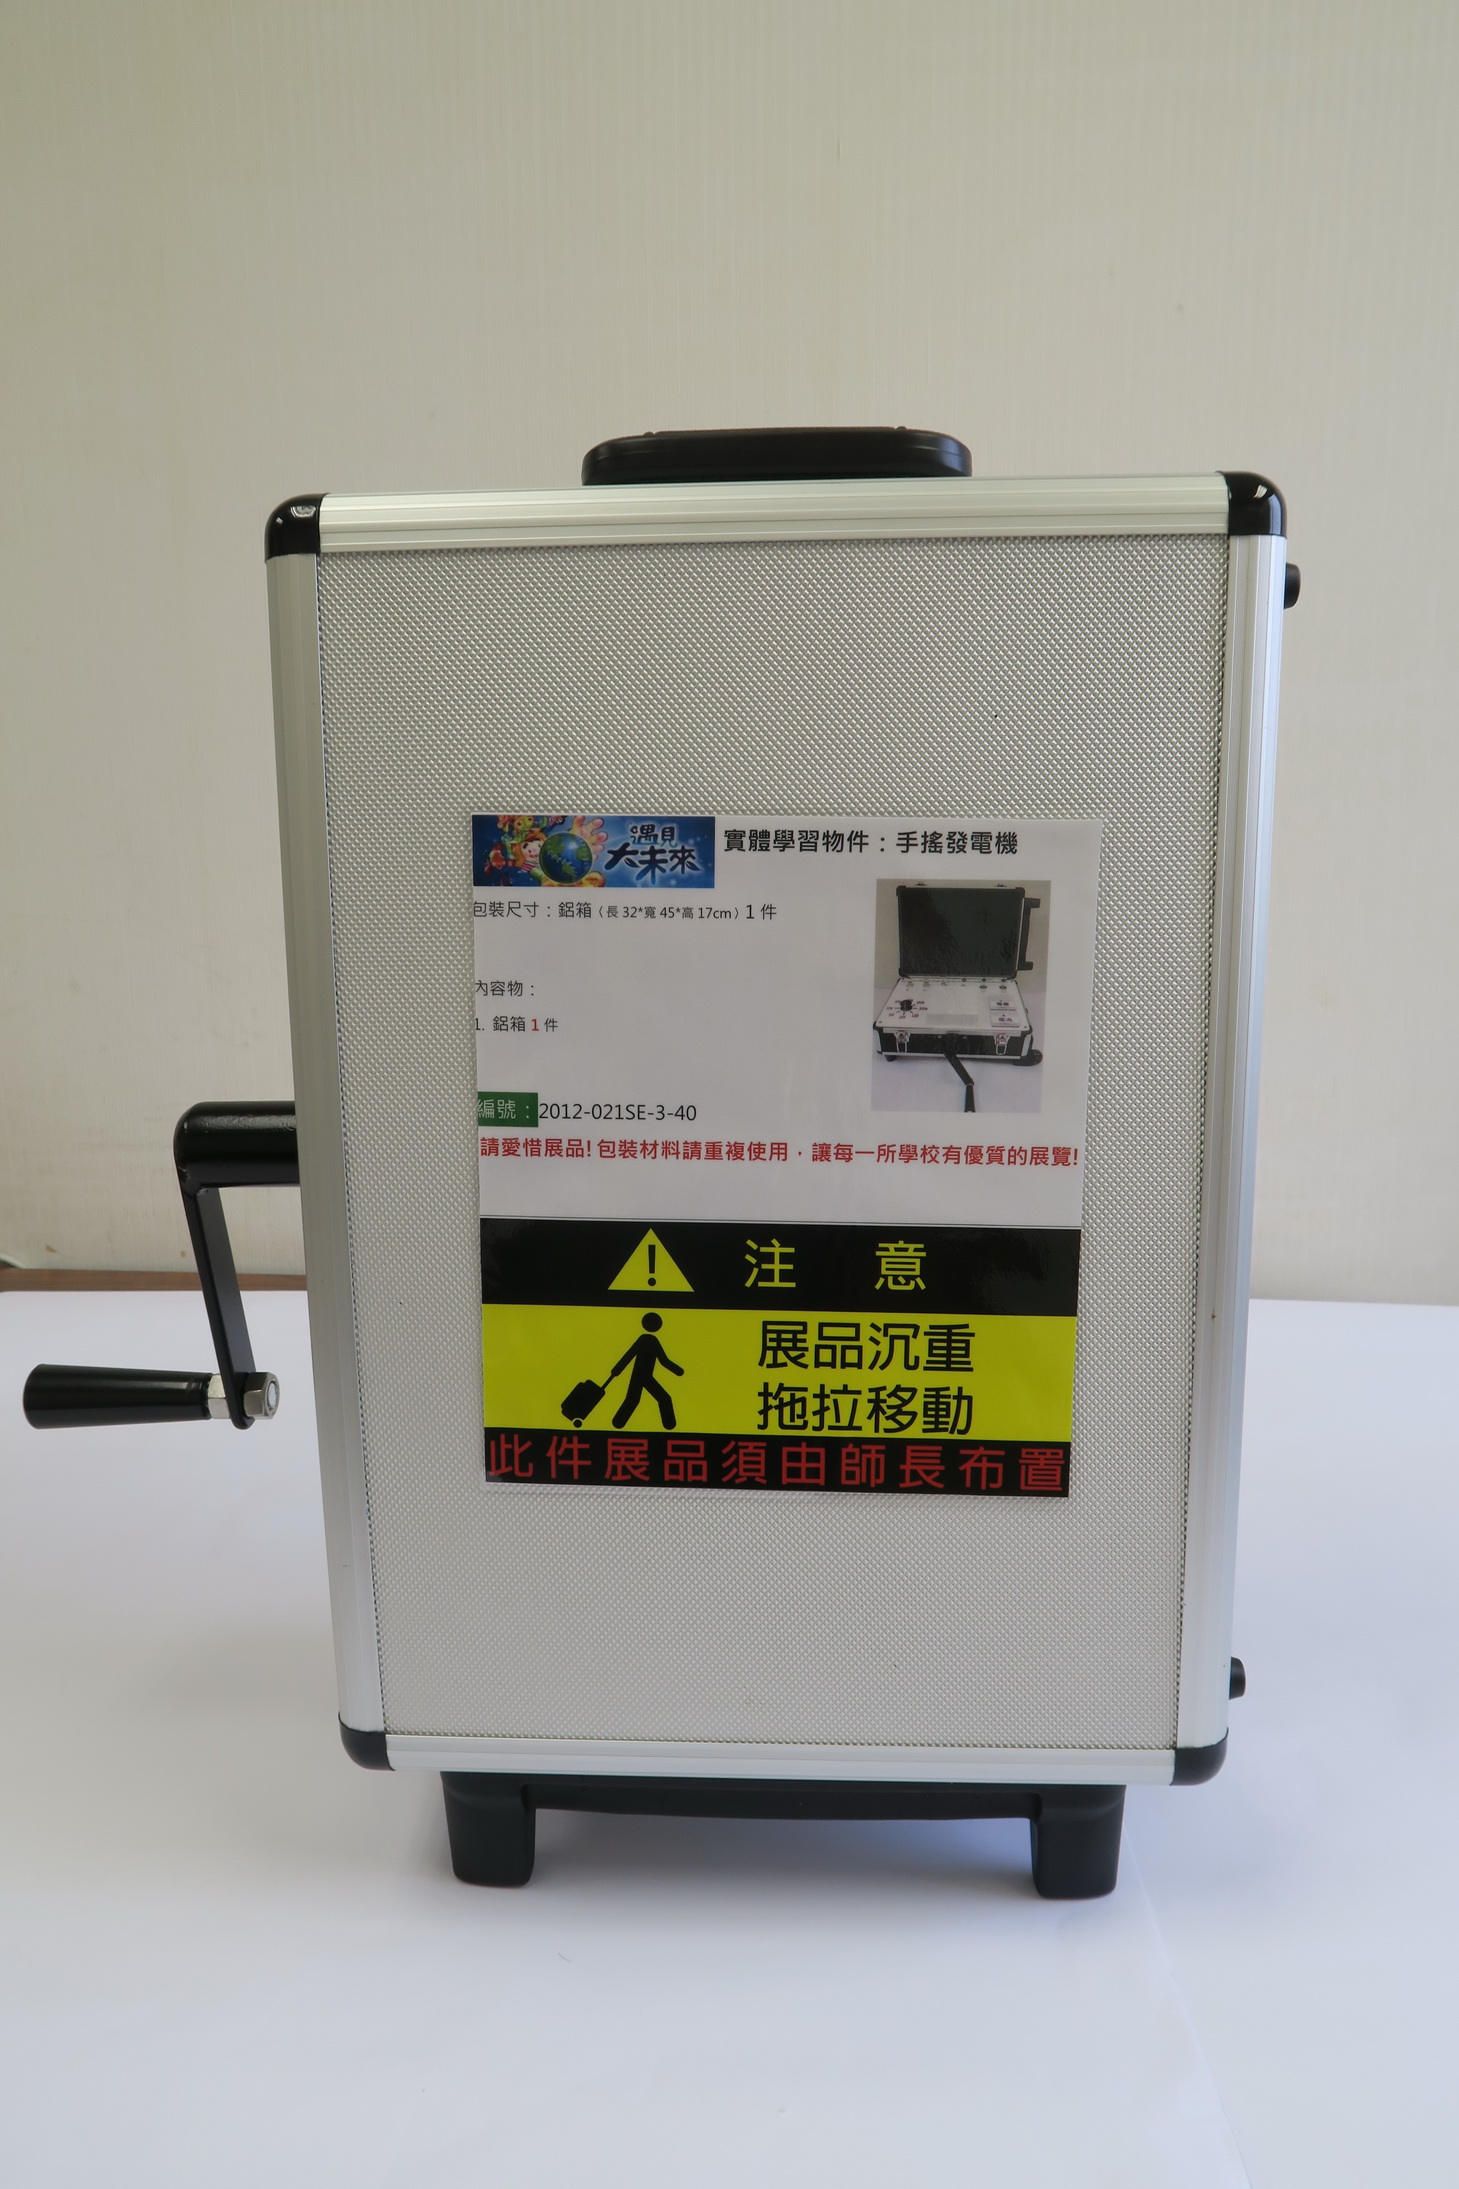 遇見
大未來
實體學習物件：手搖發電機
包裝尺寸：鋁箱（長 32*寬 45*高 17cm）1 件
內容物：
1. 鋁箱 1 件
編號：2012-021SE-3-40
請愛惜展品! 包裝材料請重複使用，讓每一所學校有優質的展覽!
注 意
展品沉重
拖拉移動
此件展品須由師長布置